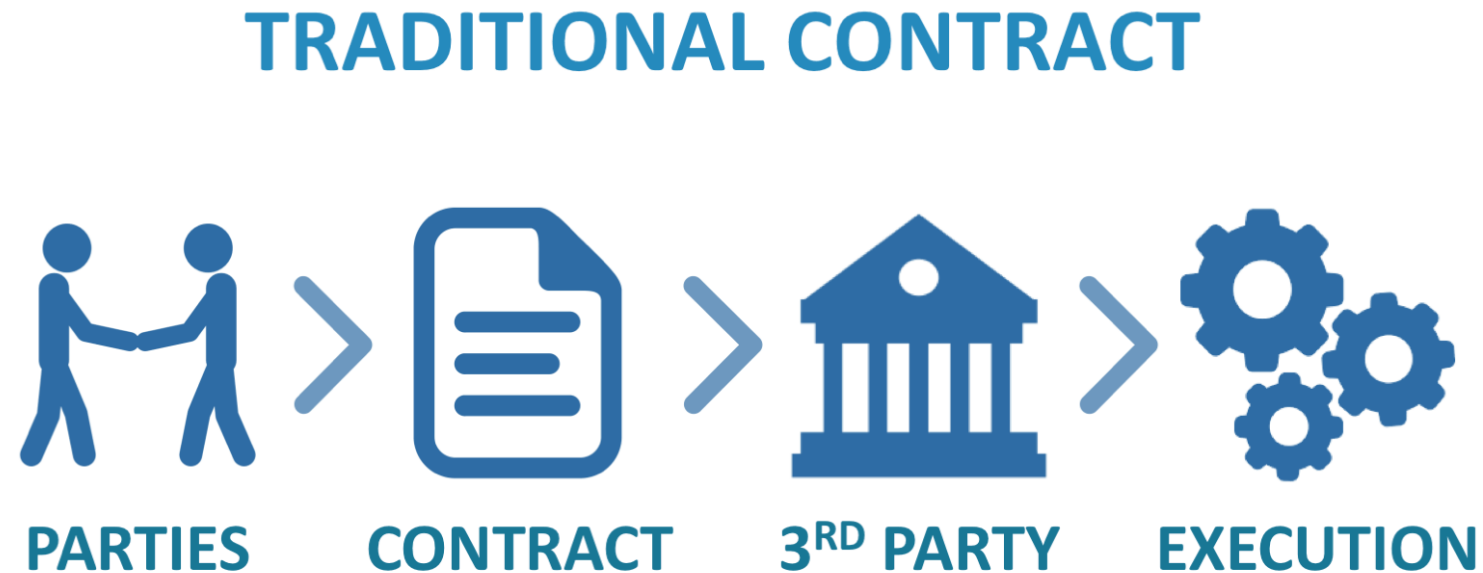 TRADITIONAL CONTRACT
PARTIES
CONTRACT
3RD PARTY
EXECUTION